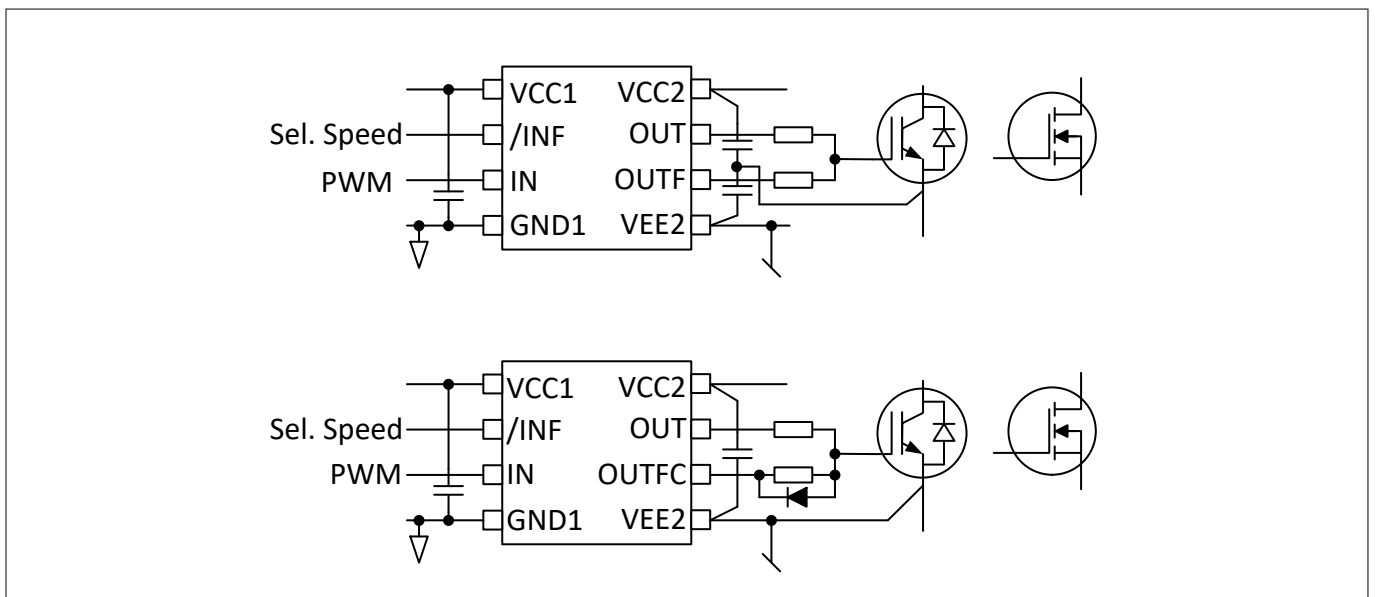 VCC1 VCC2
Sel. Speed /INF OUT
PWM IN OUTF
GND1 VEE2
VCC1 VCC2
Sel. Speed /INF OUT
PWM IN OUTFC
GND1 VEE2